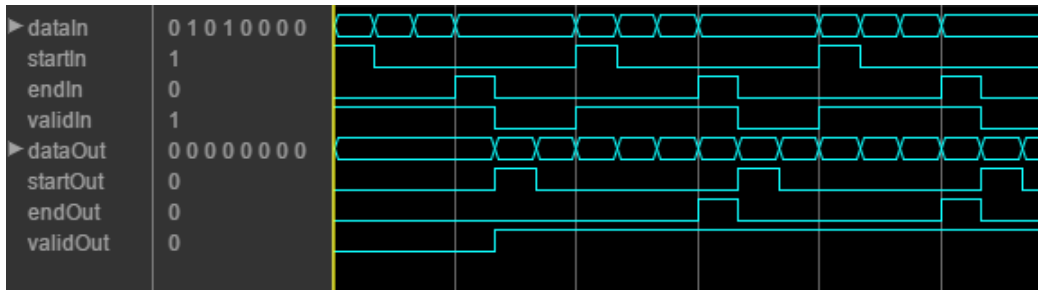 dataIn 0 1 0 1 0 0 0 0
startIn 1
endIn 0
validIn 1
dataOut 0 0 0 0 0 0 0 0
startOut 0
endOut 0
validOut 0